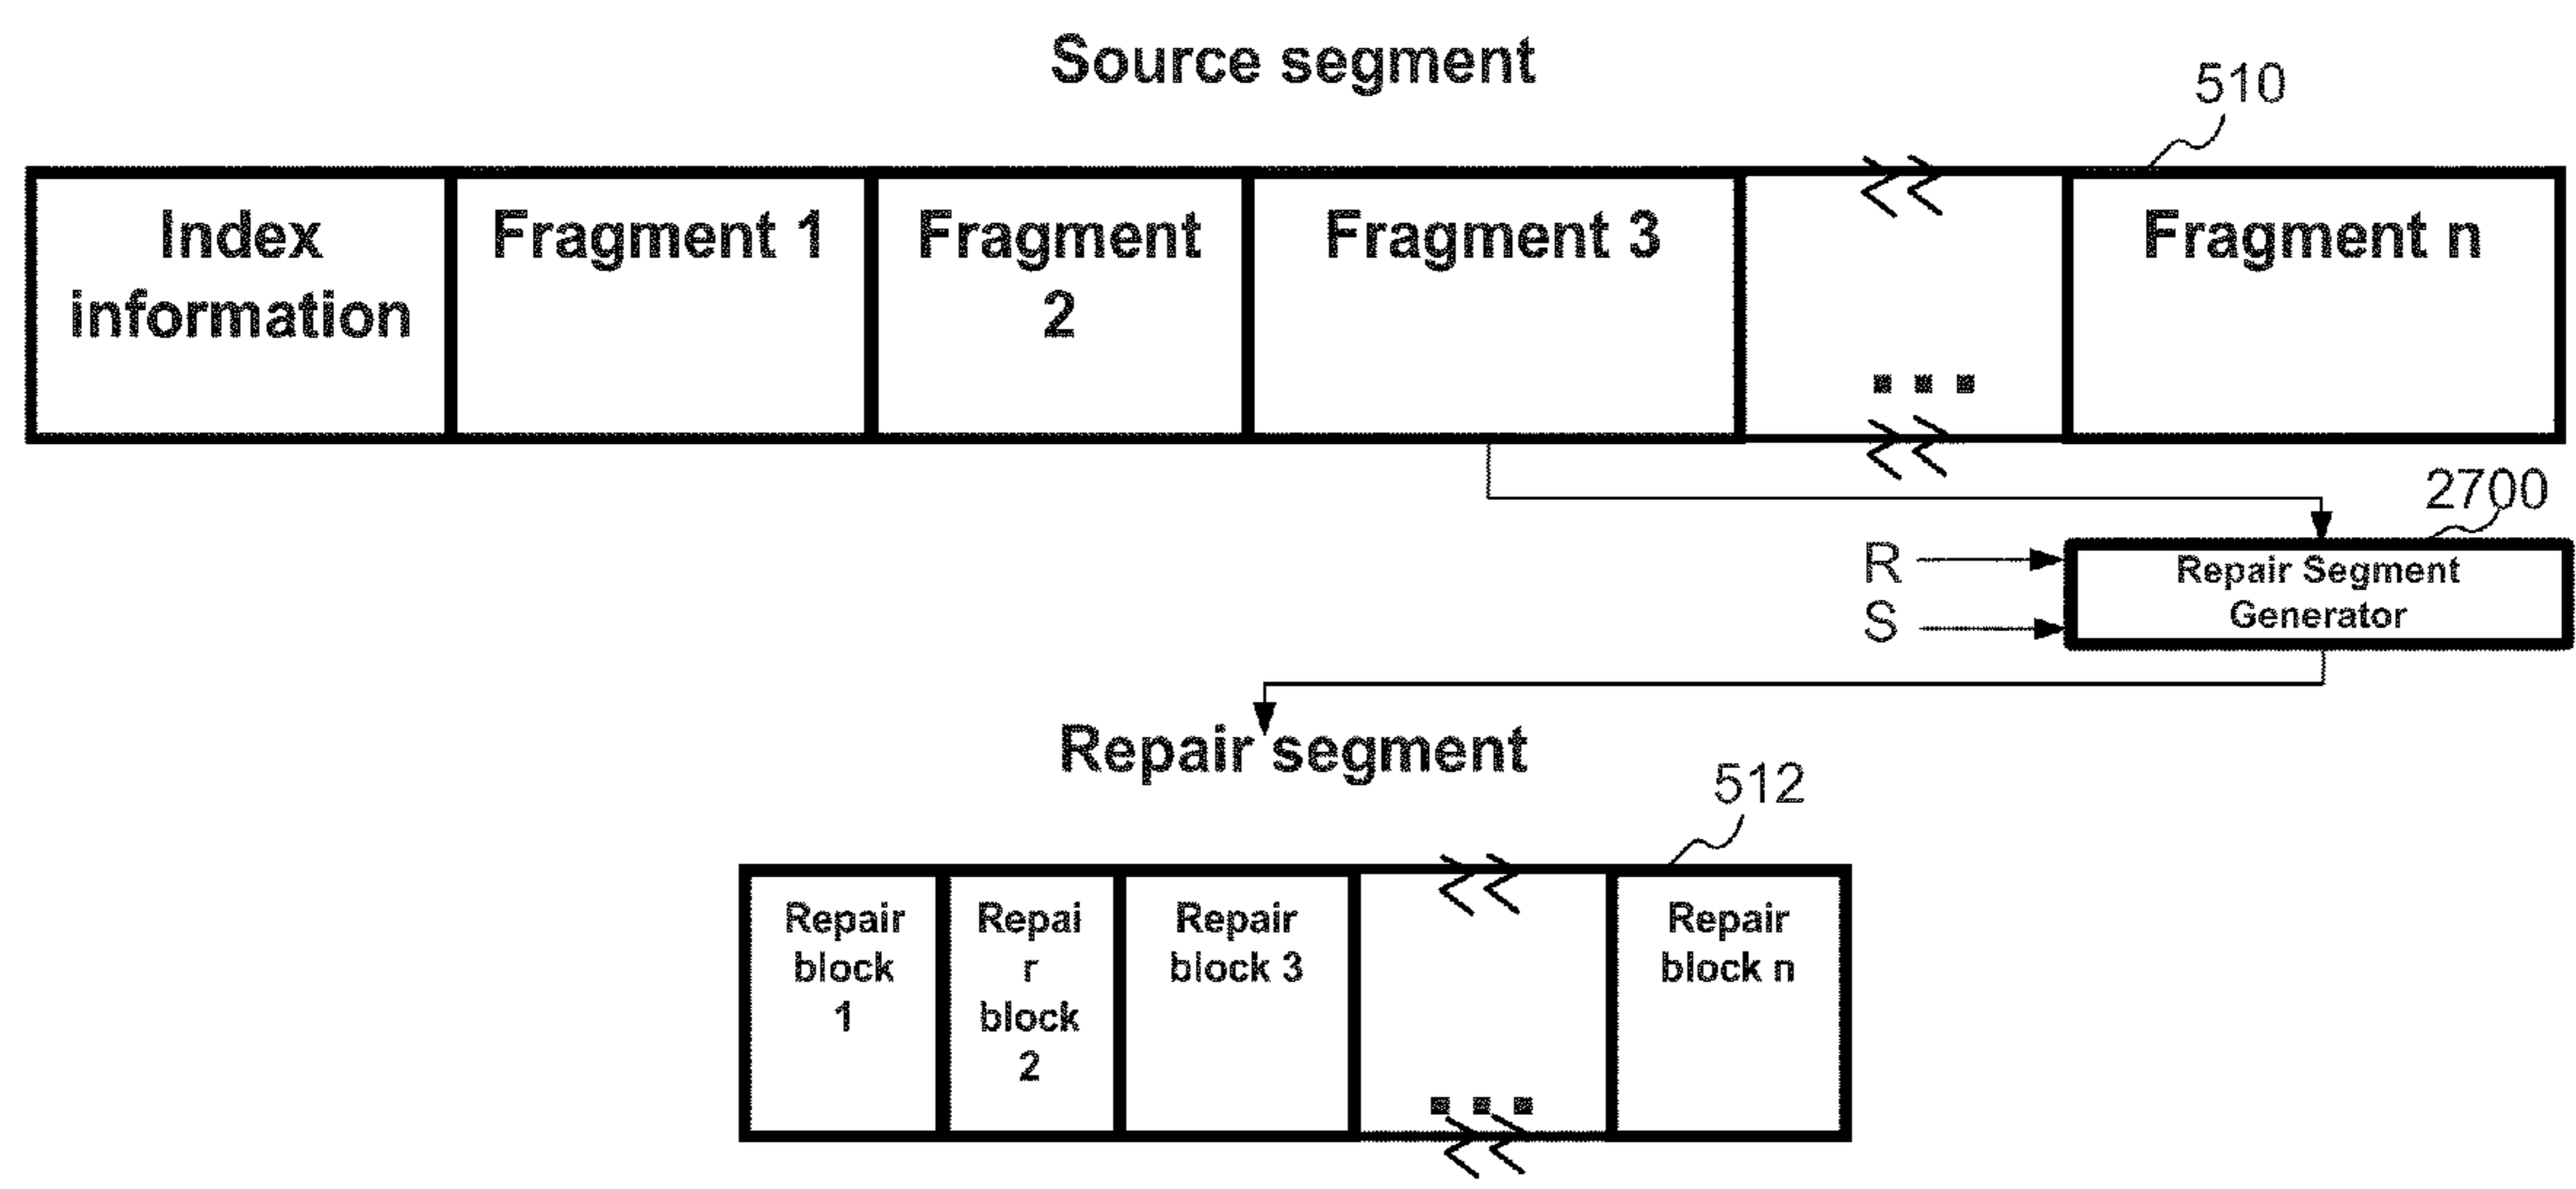 Source segment
510
Index
information
Fragment 1
Fragment
2
Fragment 3
...
Fragment n
2700
R
S
Repair Segment
Generator
Repair segment
512
Repair
block
1
Repai
r
block
2
Repair
block 3
...
Repair
block n